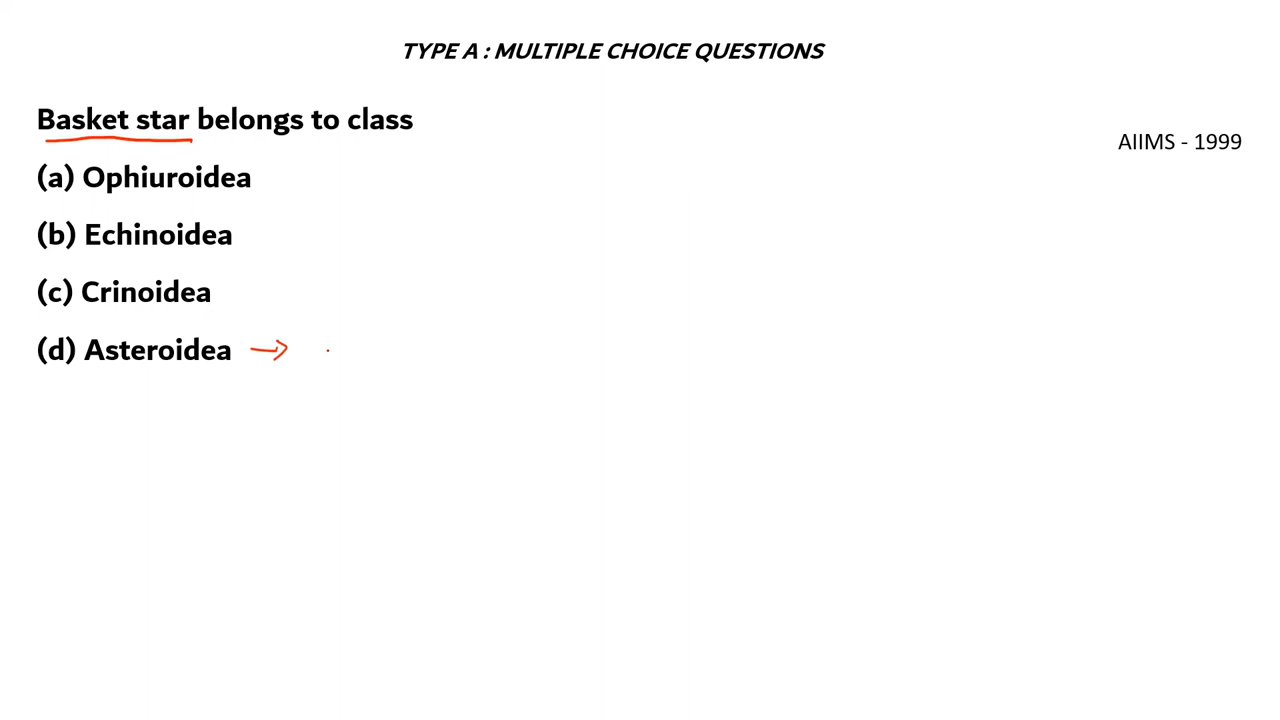 TYPE A : MULTIPLE CHOICE QUESTIONS
Basket star belongs to class
AIIMS - 1999
(a) Ophiuroidea
(b) Echinoidea
(c) Crinoidea
(d) Asteroidea →